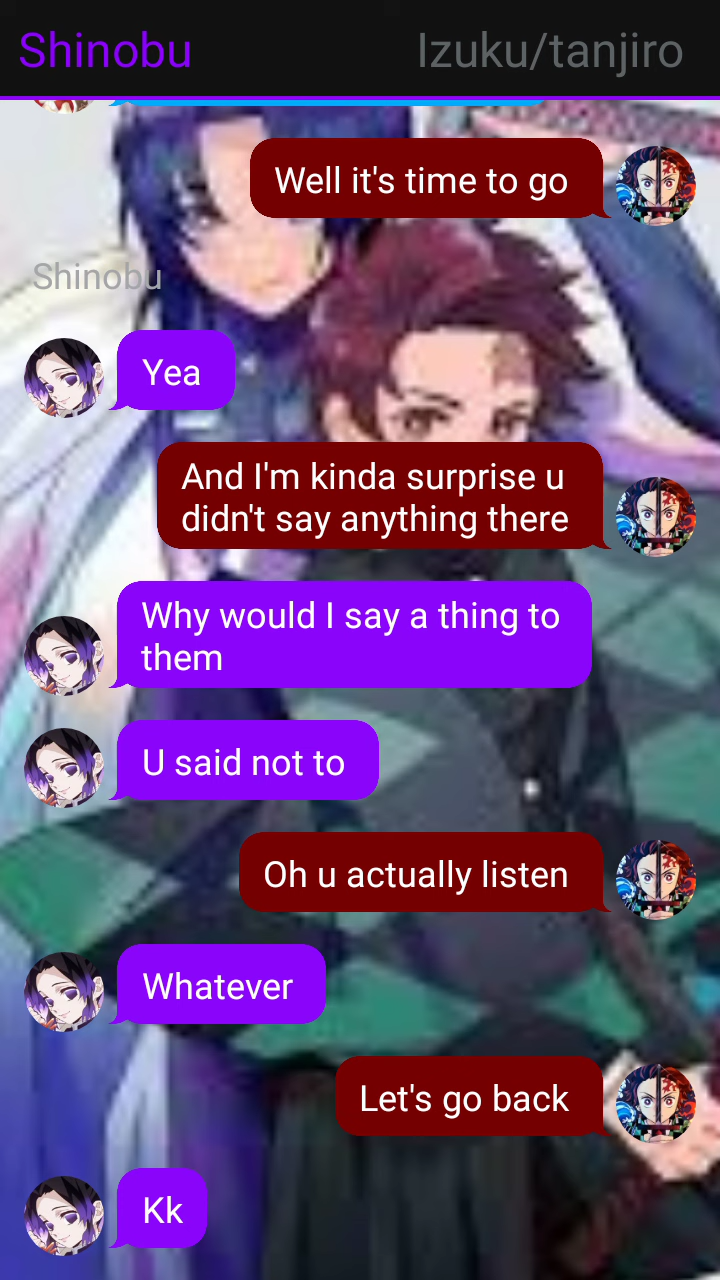 Shinobu
Izuku/tanjiro
Well it's time to go
Shinobu
Yea
And I'm kinda surprise u
didn't say anything there
Why would I say a thing to
them
U said not to
Oh u actually listen
Whatever
Let's go back
Kk